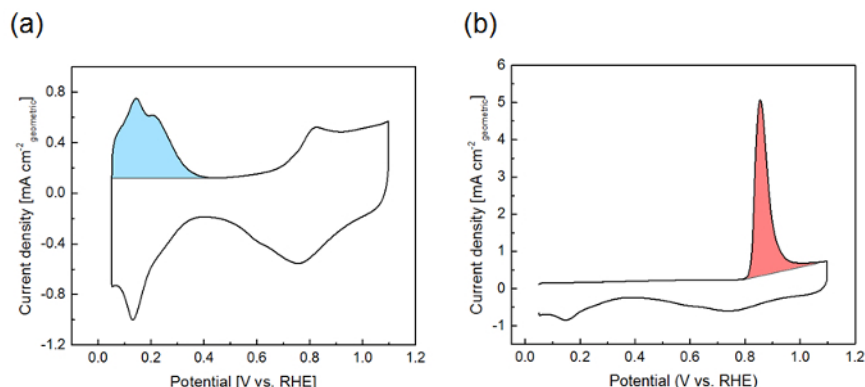 (a)
0.8
0.4
0.0
-0.4
-0.8
-1.2
0.0 0.2 0.4 0.6 0.8 1.0 1.2
Current density [mA cm⁻²geometric]
Potential [V vs. RHE]
(b)
6
5
4
3
2
1
0
-1
0.0 0.2 0.4 0.6 0.8 1.0 1.2
Current density [mA cm⁻²geometric]
Potential (V vs. RHE)